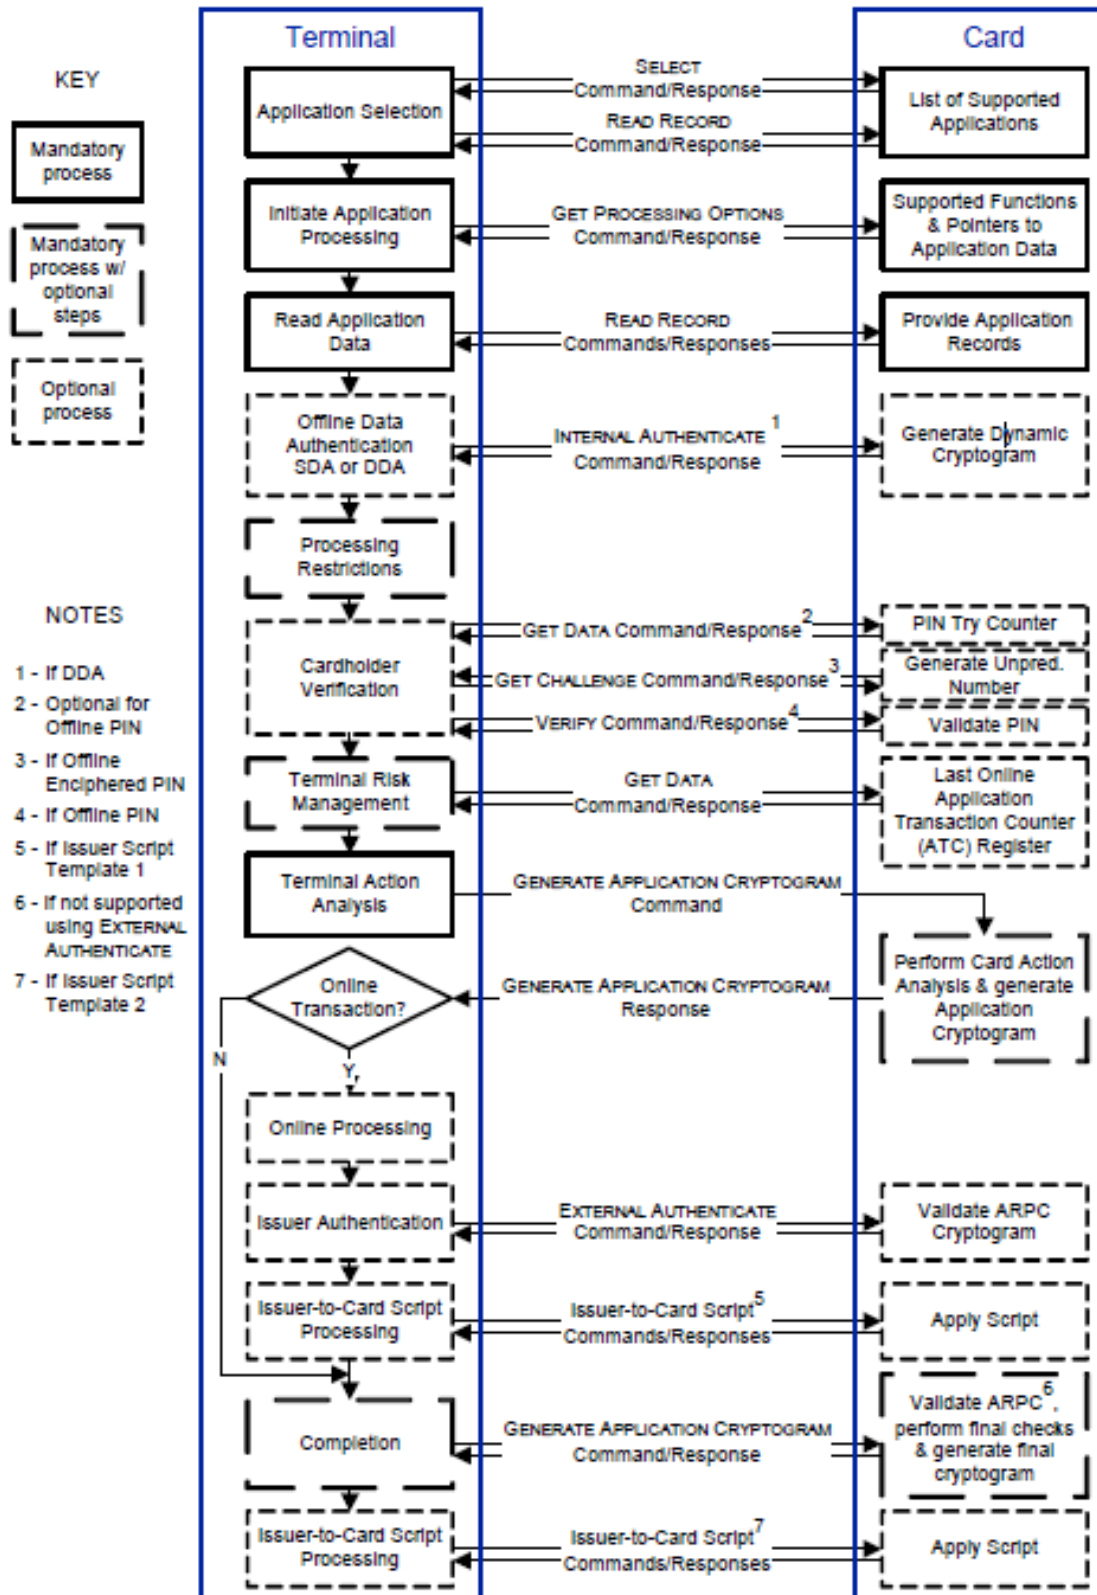 Terminal
Card
KEY
Mandatory
process
Mandatory
process w/
optional
steps
Optional
process
NOTES
1 - If DDA
2 - Optional for
Offline PIN
3 - If Offline
Enciphered PIN
4 - If Offline PIN
5 - If Issuer Script
Template 1
6 - If not supported
using EXTERNAL
AUTHENTICATE
7 - If Issuer Script
Template 2
Application Selection
SELECT
Command/Response
READ RECORD
Command/Response
List of Supported
Applications
Initiate Application
Processing
GET PROCESSING OPTIONS
Command/Response
Supported Functions
& Pointers to
Application Data
Read Application
Data
READ RECORD
Commands/Responses
Provide Application
Records
Offline Data
Authentication
SDA or DDA
INTERNAL AUTHENTICATE 1
Command/Response
Generate Dynamic
Cryptogram
Processing
Restrictions
Cardholder
Verification
GET DATA Command/Response 2
PIN Try Counter
GET CHALLENGE Command/Response 3
Generate Unpred.
Number
VERIFY Command/Response 4
Validate PIN
Terminal Risk
Management
GET DATA
Command/Response
Last Online
Application
Transaction Counter
(ATC) Register
Terminal Action
Analysis
GENERATE APPLICATION CRYPTOGRAM
Command
Perform Card Action
Analysis & generate
Application
Cryptogram
Online
Transaction?
GENERATE APPLICATION CRYPTOGRAM
Response
N
Y,
Online Processing
Issuer Authentication
EXTERNAL AUTHENTICATE
Command/Response
Validate ARPC
Cryptogram
Issuer-to-Card Script
Processing
Issuer-to-Card Script 5
Commands/Responses
Apply Script
Completion
GENERATE APPLICATION CRYPTOGRAM
Command/Response
Validate ARPC 6,
perform final checks
& generate final
cryptogram
Issuer-to-Card Script
Processing
Issuer-to-Card Script 7
Commands/Responses
Apply Script